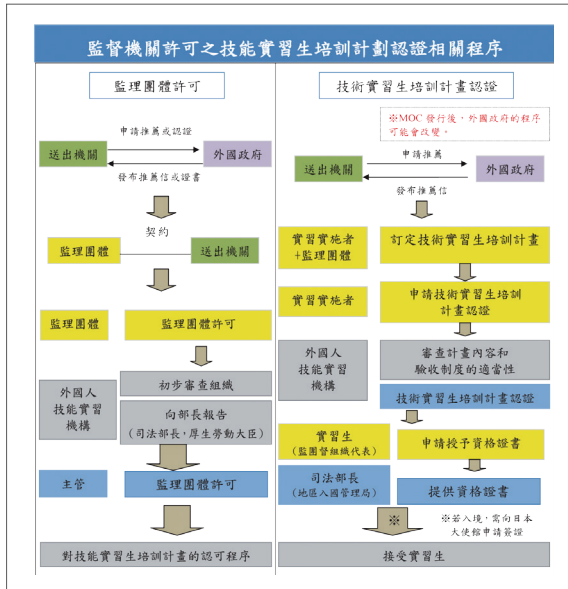 監督機關許可之技能實習生培訓計劃認證相關程序
監理團體許可
申請推薦或認證
送出機關
外國政府
發布推薦信或證書
契約
監理團體
送出機關
監理團體
監理團體許可
外國人
技能實習
機構
初步審查組織
向部長報告
(司法部長,厚生勞動大臣)
主管
監理團體許可
對技能實習生培訓計畫的認可程序
技術實習生培訓計畫認證
※MOC 發行後,外國政府的程序
可能會改變。
申請推薦
送出機關
外國政府
發布推薦信
實習實施者
+監理團體
訂定技術實習生培訓計畫
實習實施者
申請技術實習生培訓
計畫認證
外國人
技能實習
機構
審查計畫內容和
驗收制度的適當性
技術實習生培訓計畫認證
實習生
(監團督組織代表)
申請授予資格證書
司法部長
(地區入國管理局)
提供資格證書
※
※若入境,需向日本
大使館申請簽證
接受實習生